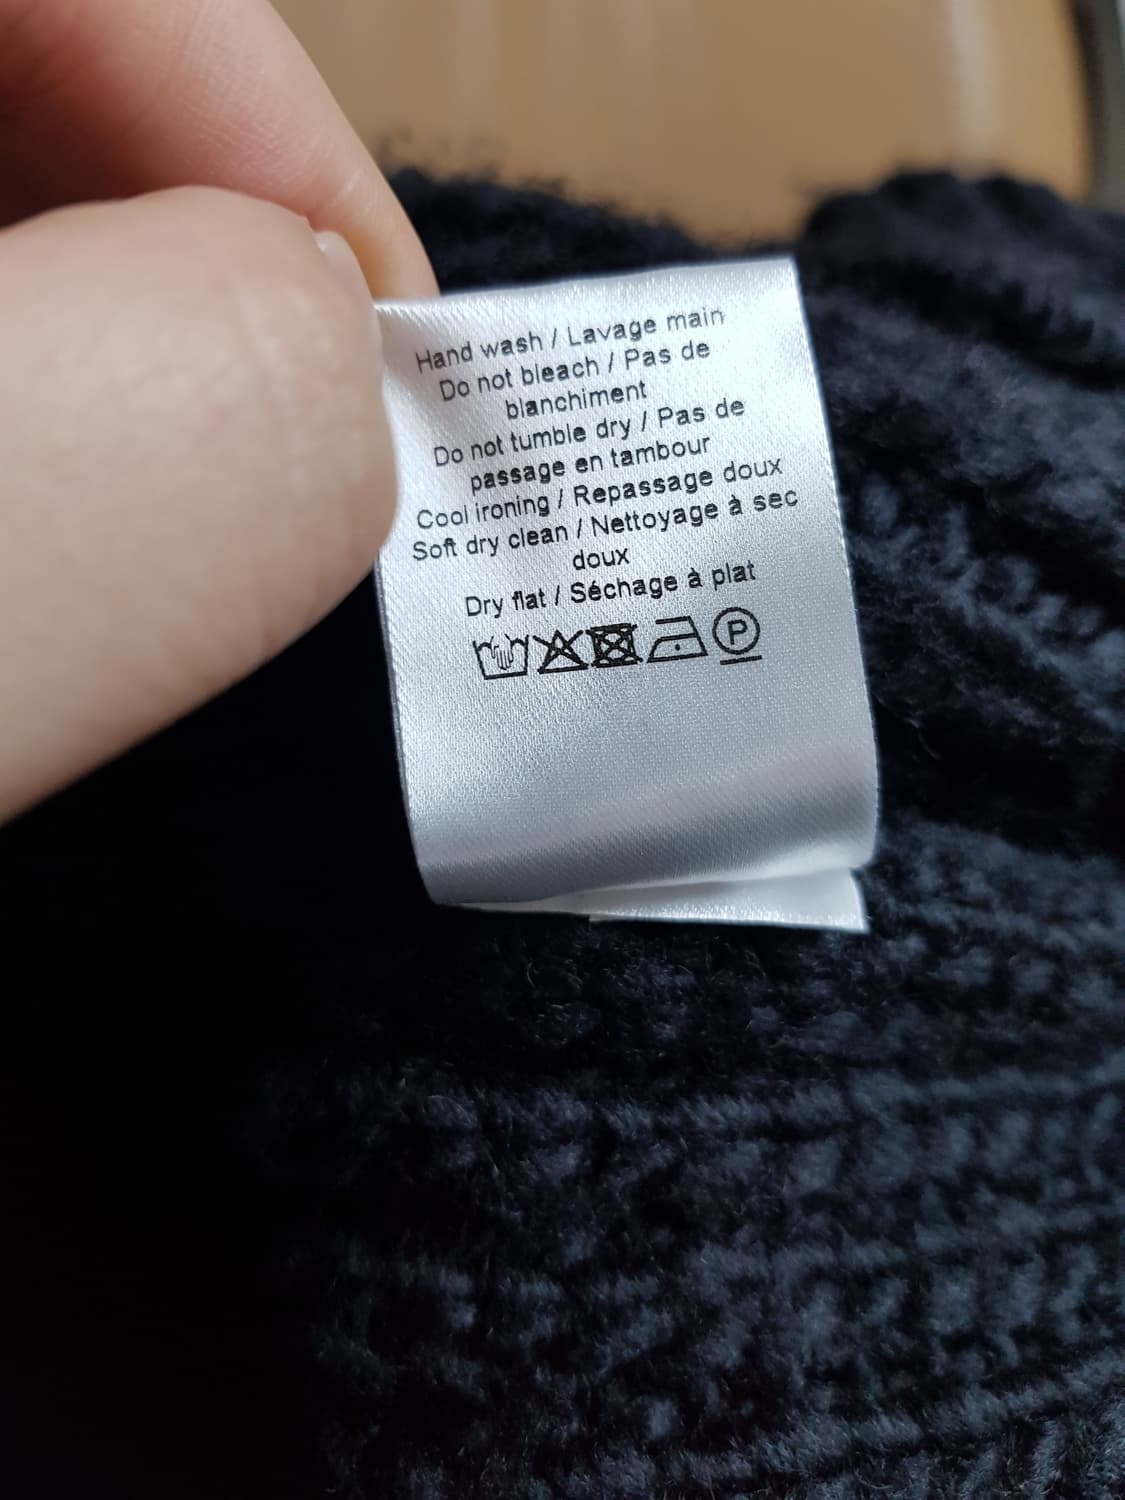 Hand wash / Lavage main
Do not bleach / Pas de
blanchiment
Do not tumble dry / Pas de
passage en tambour
Cool ironing / Repassage doux
Soft dry clean / Nettoyage à sec
doux
Dry flat / Séchage à plat
P